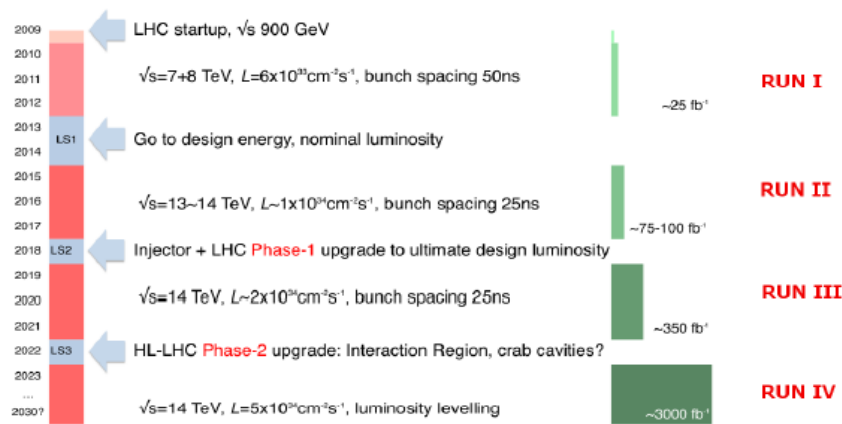 2009 LHC startup, √s 900 GeV
2010
2011 √s=7+8 TeV, L=6x10³³cm⁻²s⁻¹, bunch spacing 50ns RUN I
2012 ~25 fb⁻¹
2013
LS1 Go to design energy, nominal luminosity
2014
2015
RUN II
2016 √s=13~14 TeV, L~1x10³⁴cm⁻²s⁻¹, bunch spacing 25ns
2017 ~75-100 fb⁻¹
2018 LS2 Injector + LHC Phase-1 upgrade to ultimate design luminosity
2019
2020 √s=14 TeV, L~2x10³⁴cm⁻²s⁻¹, bunch spacing 25ns RUN III
2021 ~350 fb⁻¹
2022 LS3 HL-LHC Phase-2 upgrade: Interaction Region, crab cavities?
2023
... RUN IV
2030? √s=14 TeV, L=5x10³⁴cm⁻²s⁻¹, luminosity levelling ~3000 fb⁻¹